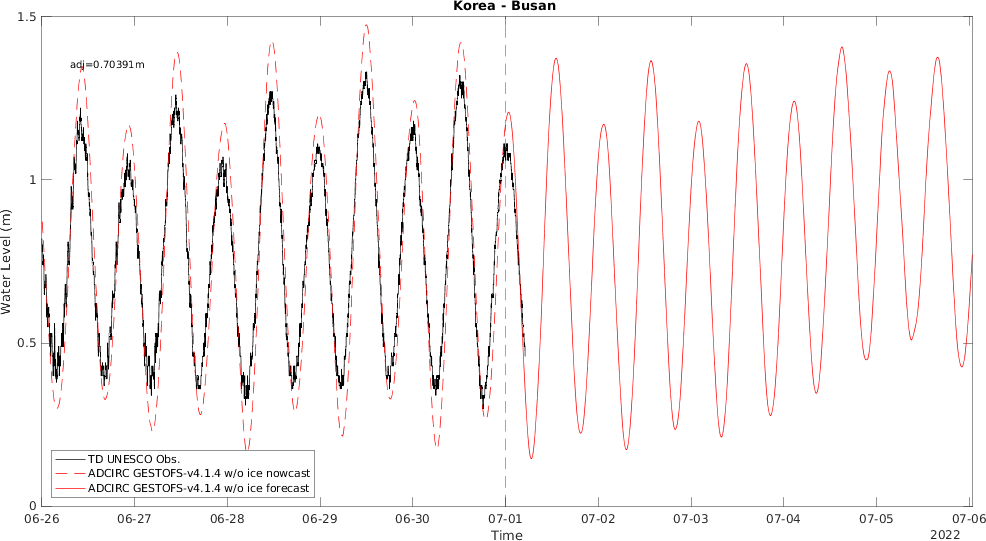 Korea - Busan
1.5
adj=0.70391m
1
Water Level (m)
0.5
TD UNESCO Obs.
ADCIRC GESTOFS-v4.1.4 w/o ice nowcast
ADCIRC GESTOFS-v4.1.4 w/o ice forecast
0
06-26 06-27 06-28 06-29 06-30 07-01 07-02 07-03 07-04 07-05 07-06
Time
2022